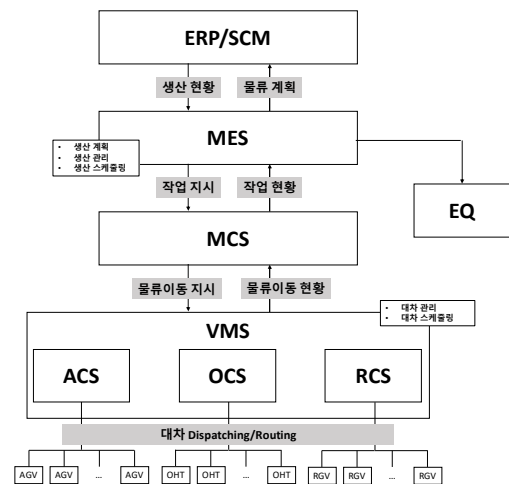 ERP/SCM
생산 현황
물류 계획
MES
• 생산 계획
• 생산 관리
• 생산 스케줄링
작업 지시
작업 현황
EQ
MCS
물류이동 지시
물류이동 현황
• 대차 관리
• 대차 스케줄링
VMS
ACS
OCS
RCS
대차 Dispatching/Routing
AGV
AGV
...
AGV
OHT
OHT
...
OHT
RGV
RGV
...
RGV